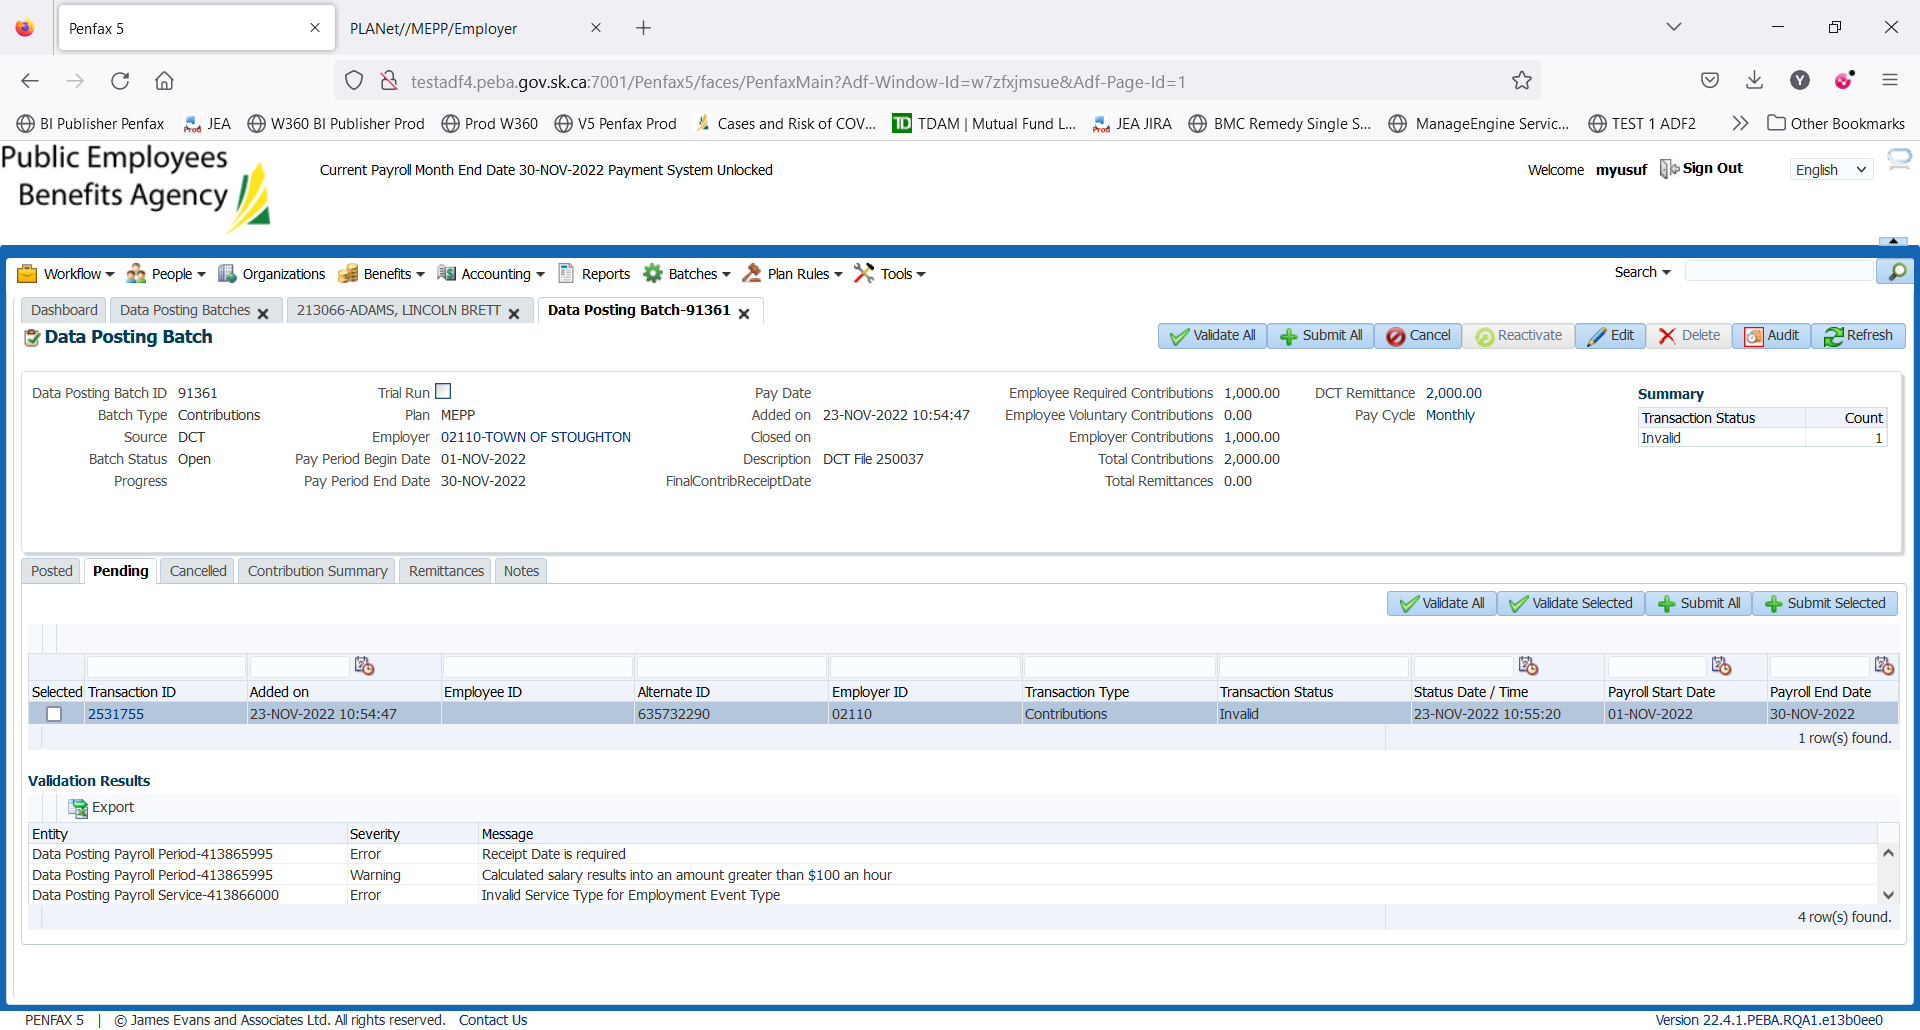 Penfax 5
PLANet//MEPP/Employer
testadf4.peba.gov.sk.ca:7001/Penfax5/faces/PenfaxMain?Adf-Window-Id=w7zfxjmsue&Adf-Page-Id=1
BI Publisher Penfax JEA W360 BI Publisher Prod Prod W360 V5 Penfax Prod Cases and Risk of COV... TDAM | Mutual Fund L... JEA JIRA BMC Remedy Single S... ManageEngine Servic... TEST 1 ADF2 Other Bookmarks
Public Employees
Benefits Agency
Current Payroll Month End Date 30-NOV-2022 Payment System Unlocked
Welcome myusuf Sign Out English
Workflow People Organizations Benefits Accounting Reports Batches Plan Rules Tools Search
Dashboard Data Posting Batches 213066-ADAMS, LINCOLN BRETT Data Posting Batch-91361
Data Posting Batch
Validate All Submit All Cancel Reactivate Edit Delete Audit Refresh
Data Posting Batch ID 91361 Trial Run Pay Date Employee Required Contributions 1,000.00 DCT Remittance 2,000.00 Summary
Batch Type Contributions Plan MEPP Added on 23-NOV-2022 10:54:47 Employee Voluntary Contributions 0.00 Pay Cycle Monthly Transaction Status Count
Source DCT Employer 02110-TOWN OF STOUGHTON Closed on Employer Contributions 1,000.00 Invalid 1
Batch Status Open Pay Period Begin Date 01-NOV-2022 Description DCT File 250037 Total Contributions 2,000.00
Progress Pay Period End Date 30-NOV-2022 FinalContribReceiptDate Total Remittances 0.00
Posted Pending Cancelled Contribution Summary Remittances Notes
Validate All Validate Selected Submit All Submit Selected
Selected Transaction ID Added on Employee ID Alternate ID Employer ID Transaction Type Transaction Status Status Date / Time Payroll Start Date Payroll End Date
2531755 23-NOV-2022 10:54:47 635732290 02110 Contributions Invalid 23-NOV-2022 10:55:20 01-NOV-2022 30-NOV-2022
1 row(s) found.
Validation Results
Export
Entity Severity Message
Data Posting Payroll Period-413865995 Error Receipt Date is required
Data Posting Payroll Period-413865995 Warning Calculated salary results into an amount greater than $100 an hour
Data Posting Payroll Service-413866000 Error Invalid Service Type for Employment Event Type
4 row(s) found.
PENFAX 5 | © James Evans and Associates Ltd. All rights reserved. Contact Us Version 22.4.1.PEBA.RQA1.e13b0ee0